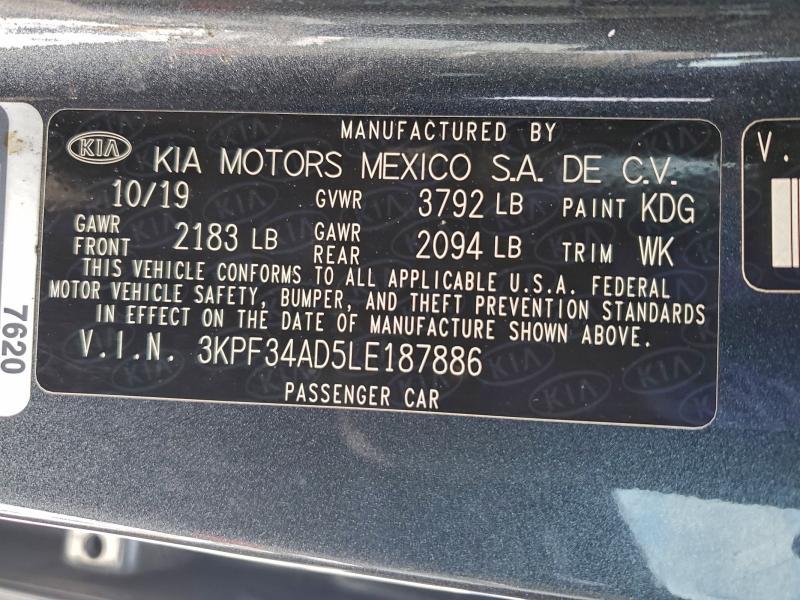 MANUFACTURED BY
KIA KIA MOTORS MEXICO S.A. DE C.V.
10/19 GVWR 3792 LB PAINT KDG
GAWR FRONT 2183 LB GAWR REAR 2094 LB TRIM WK
THIS VEHICLE CONFORMS TO ALL APPLICABLE U.S.A. FEDERAL
MOTOR VEHICLE SAFETY, BUMPER, AND THEFT PREVENTION STANDARDS
IN EFFECT ON THE DATE OF MANUFACTURE SHOWN ABOVE.
V.I.N. 3KPF34AD5LE187886
PASSENGER CAR
7620
V.